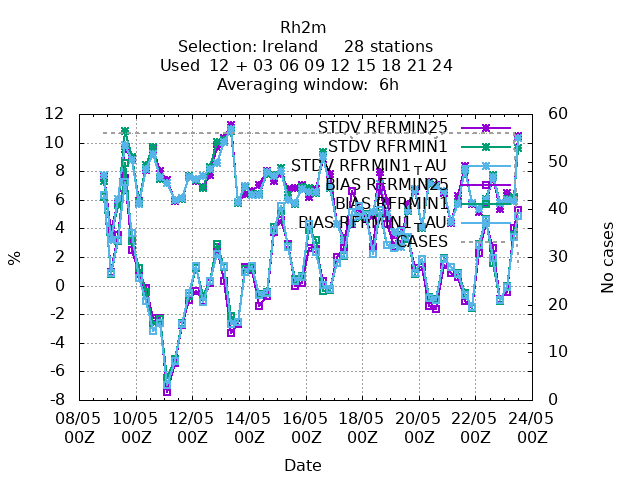 Rh2m
Selection: Ireland 28 stations
Used 12 + 03 06 09 12 15 18 21 24
Averaging window: 6h
STDV RFRMIN25
STDV RFRMIN1
STDV RFRMIN1-AU
BIAS RFRMIN25
BIAS RFRMIN1
BIAS RFRMIN1-AU
CASES
12
10
8
6
4
2
0
-2
-4
-6
-8
%
60
50
40
30
20
10
0
No cases
08/05 10/05 12/05 14/05 16/05 18/05 20/05 22/05 24/05
00Z 00Z 00Z 00Z 00Z 00Z 00Z 00Z 00Z
Date